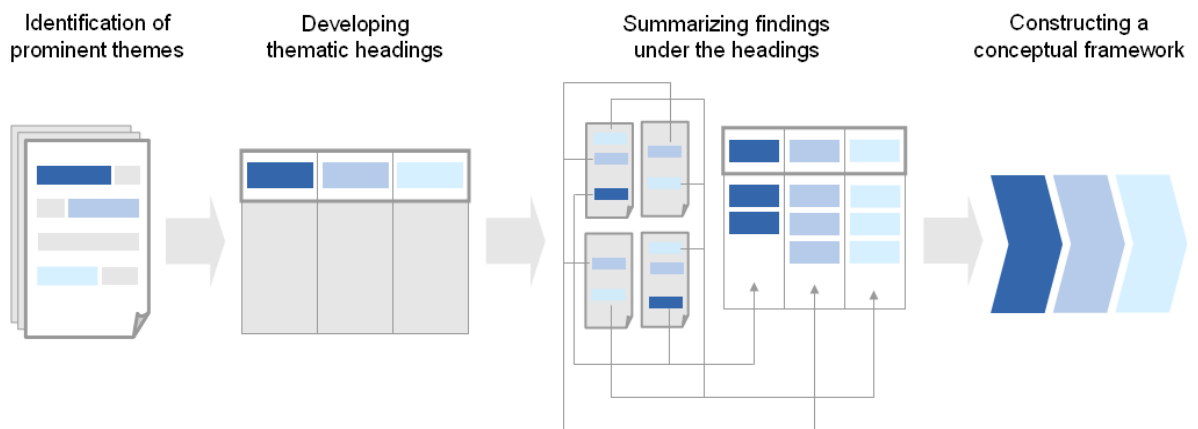 Identification of
prominent themes
Developing
thematic headings
Summarizing findings
under the headings
Constructing a
conceptual framework